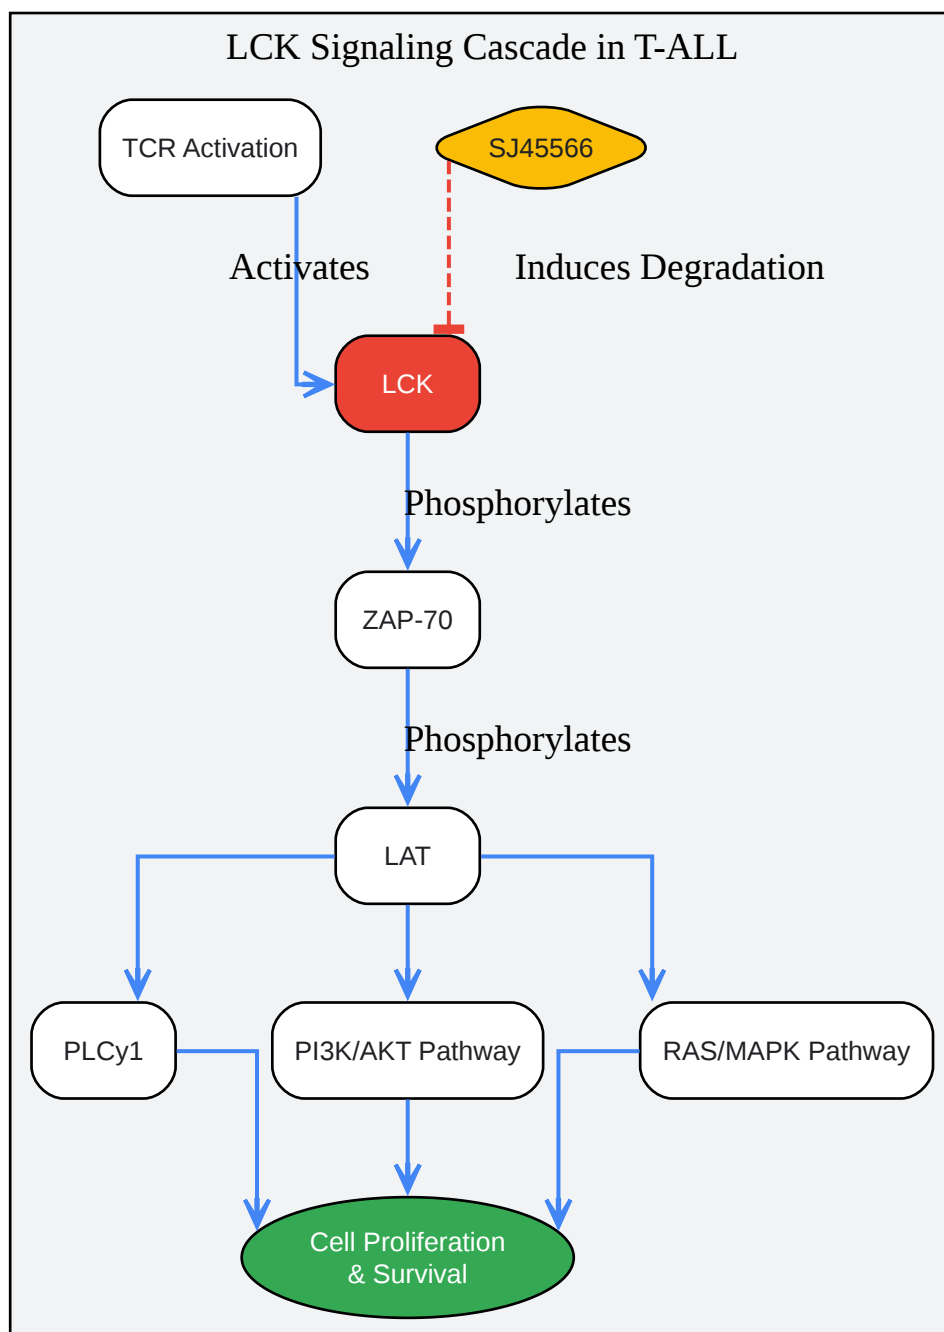 LCK Signaling Cascade in T-ALL
TCR Activation
SJ45566
Activates
Induces Degradation
LCK
Phosphorylates
ZAP-70
Phosphorylates
LAT
PLCy1
PI3K/AKT Pathway
RAS/MAPK Pathway
Cell Proliferation
& Survival